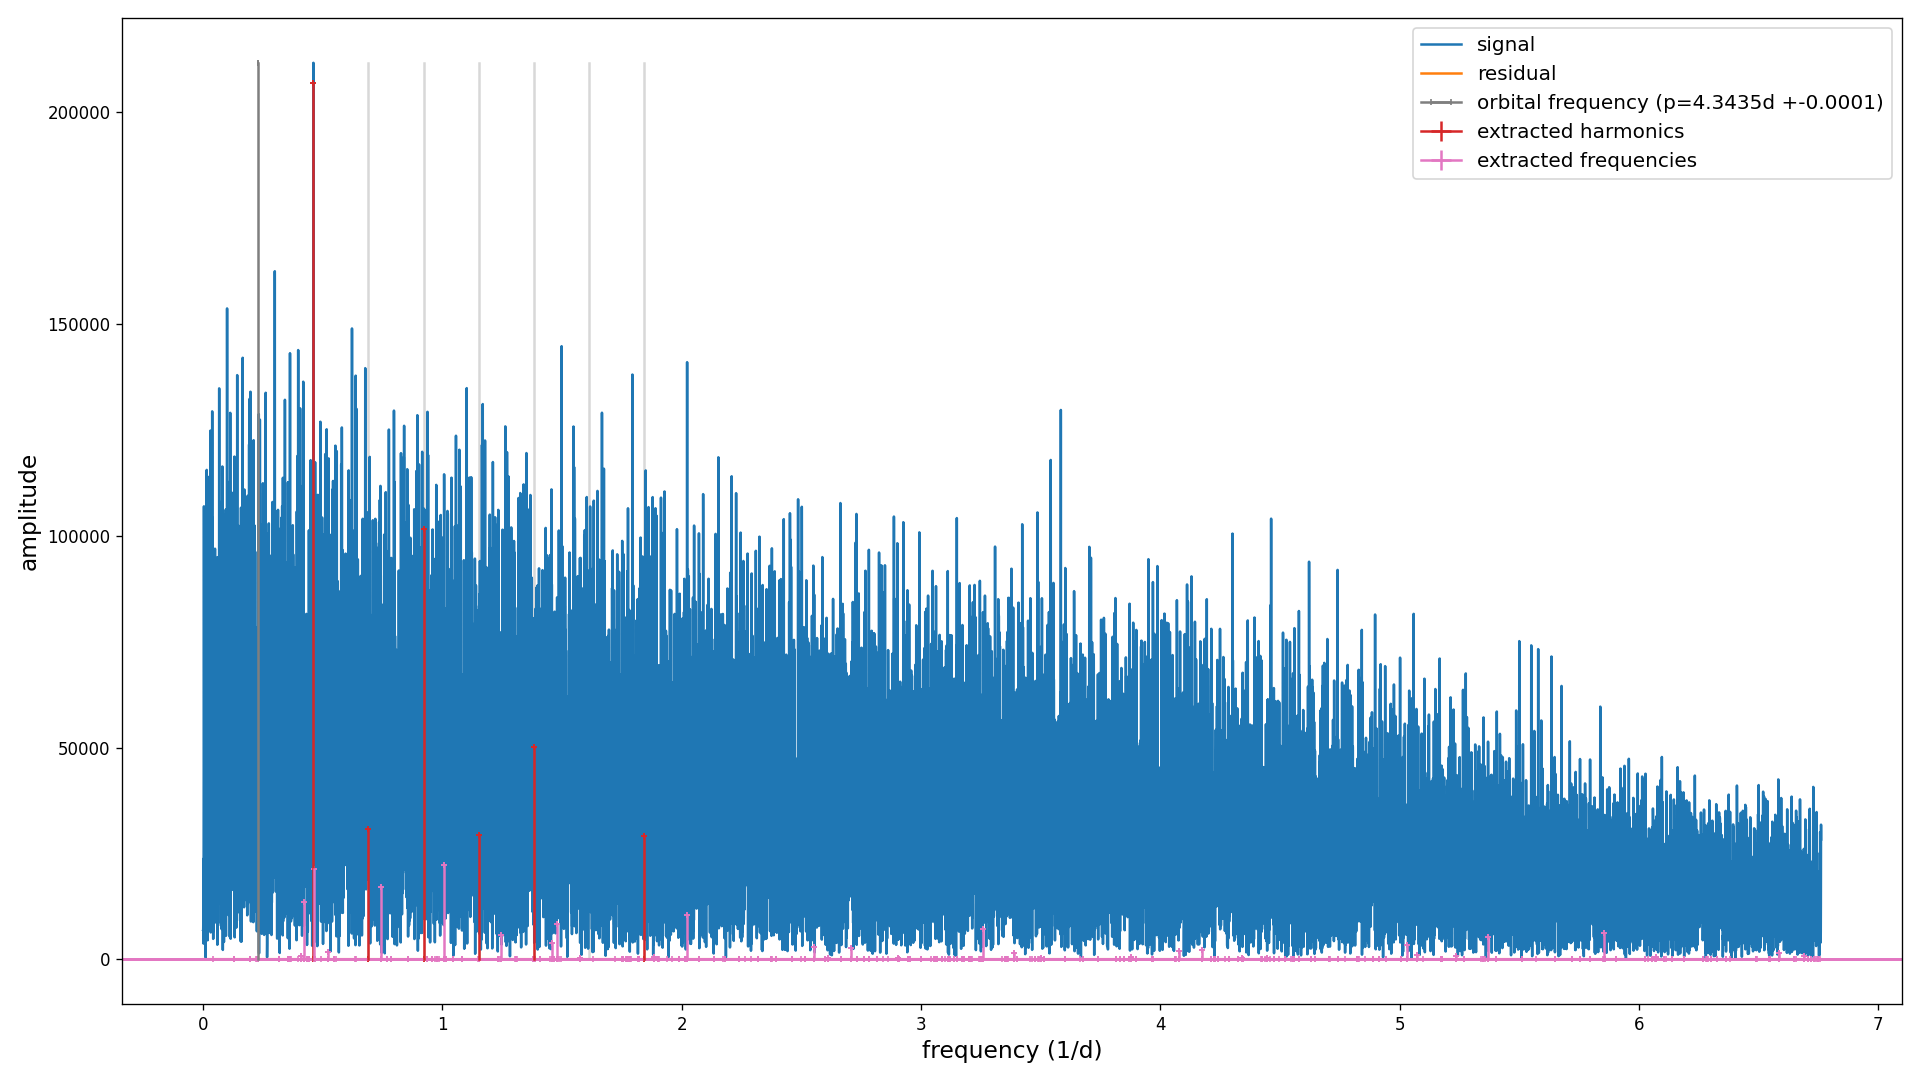 signal
residual
orbital frequency (p=4.3435d +-0.0001)
extracted harmonics
extracted frequencies
200000
150000
100000
50000
0
amplitude
0 1 2 3 4 5 6 7
frequency (1/d)